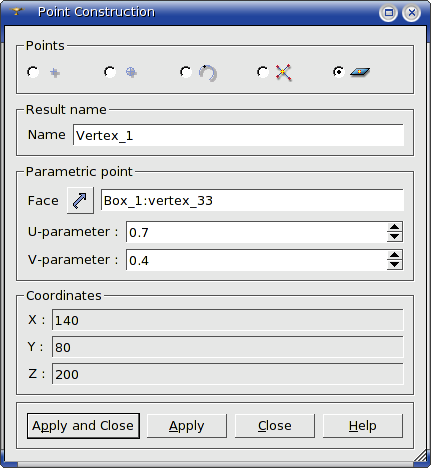 Point Construction
Points
Result name
Name Vertex_1
Parametric point
Face Box_1:vertex_33
U-parameter : 0.7
V-parameter : 0.4
Coordinates
X : 140
Y : 80
Z : 200
Apply and Close Apply Close Help